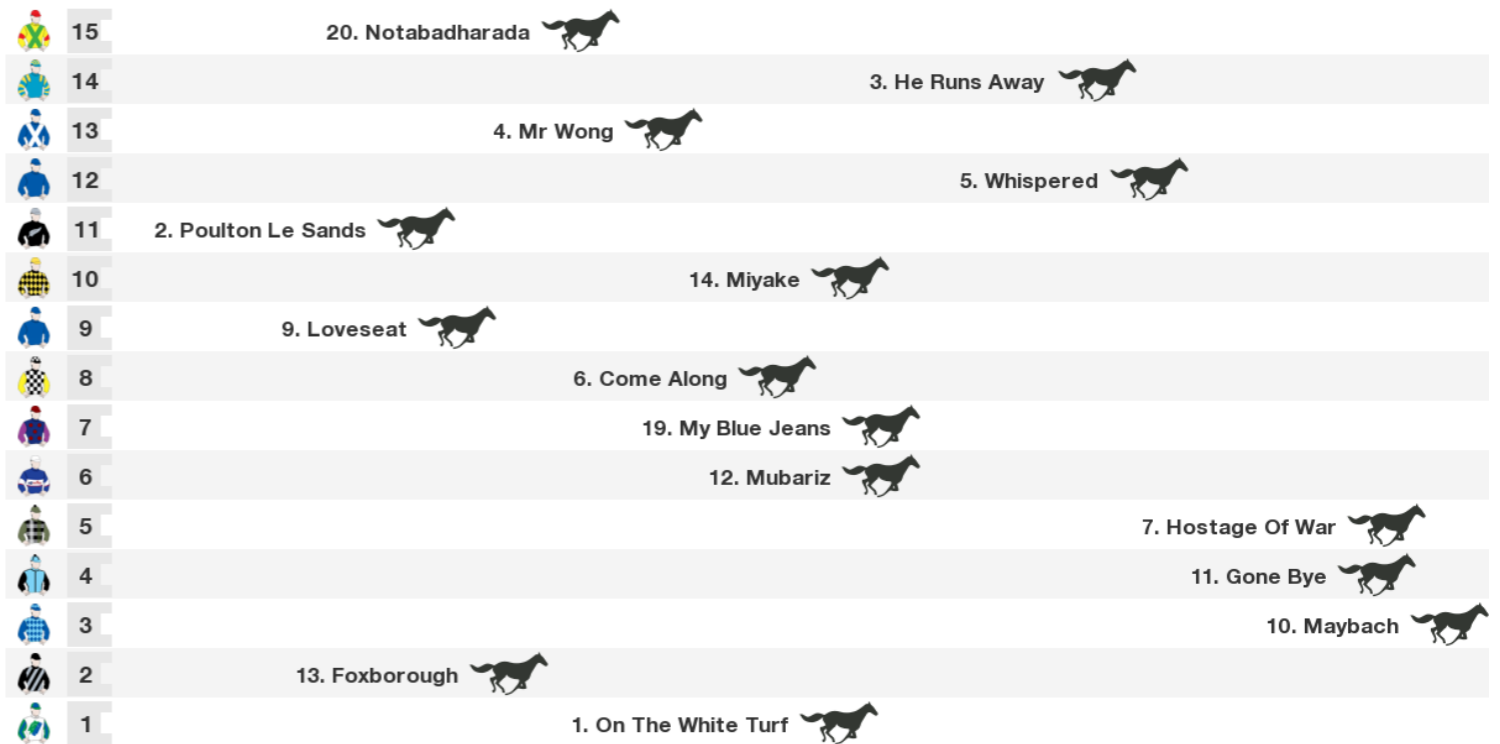 15 20. Notabadharada
14 3. He Runs Away
13 4. Mr Wong
12 5. Whispered
11 2. Poulton Le Sands
10 14. Miyake
9 9. Loveseat
8 6. Come Along
7 19. My Blue Jeans
6 12. Mubariz
5 7. Hostage Of War
4 11. Gone Bye
3 10. Maybach
2 13. Foxborough
1 1. On The White Turf